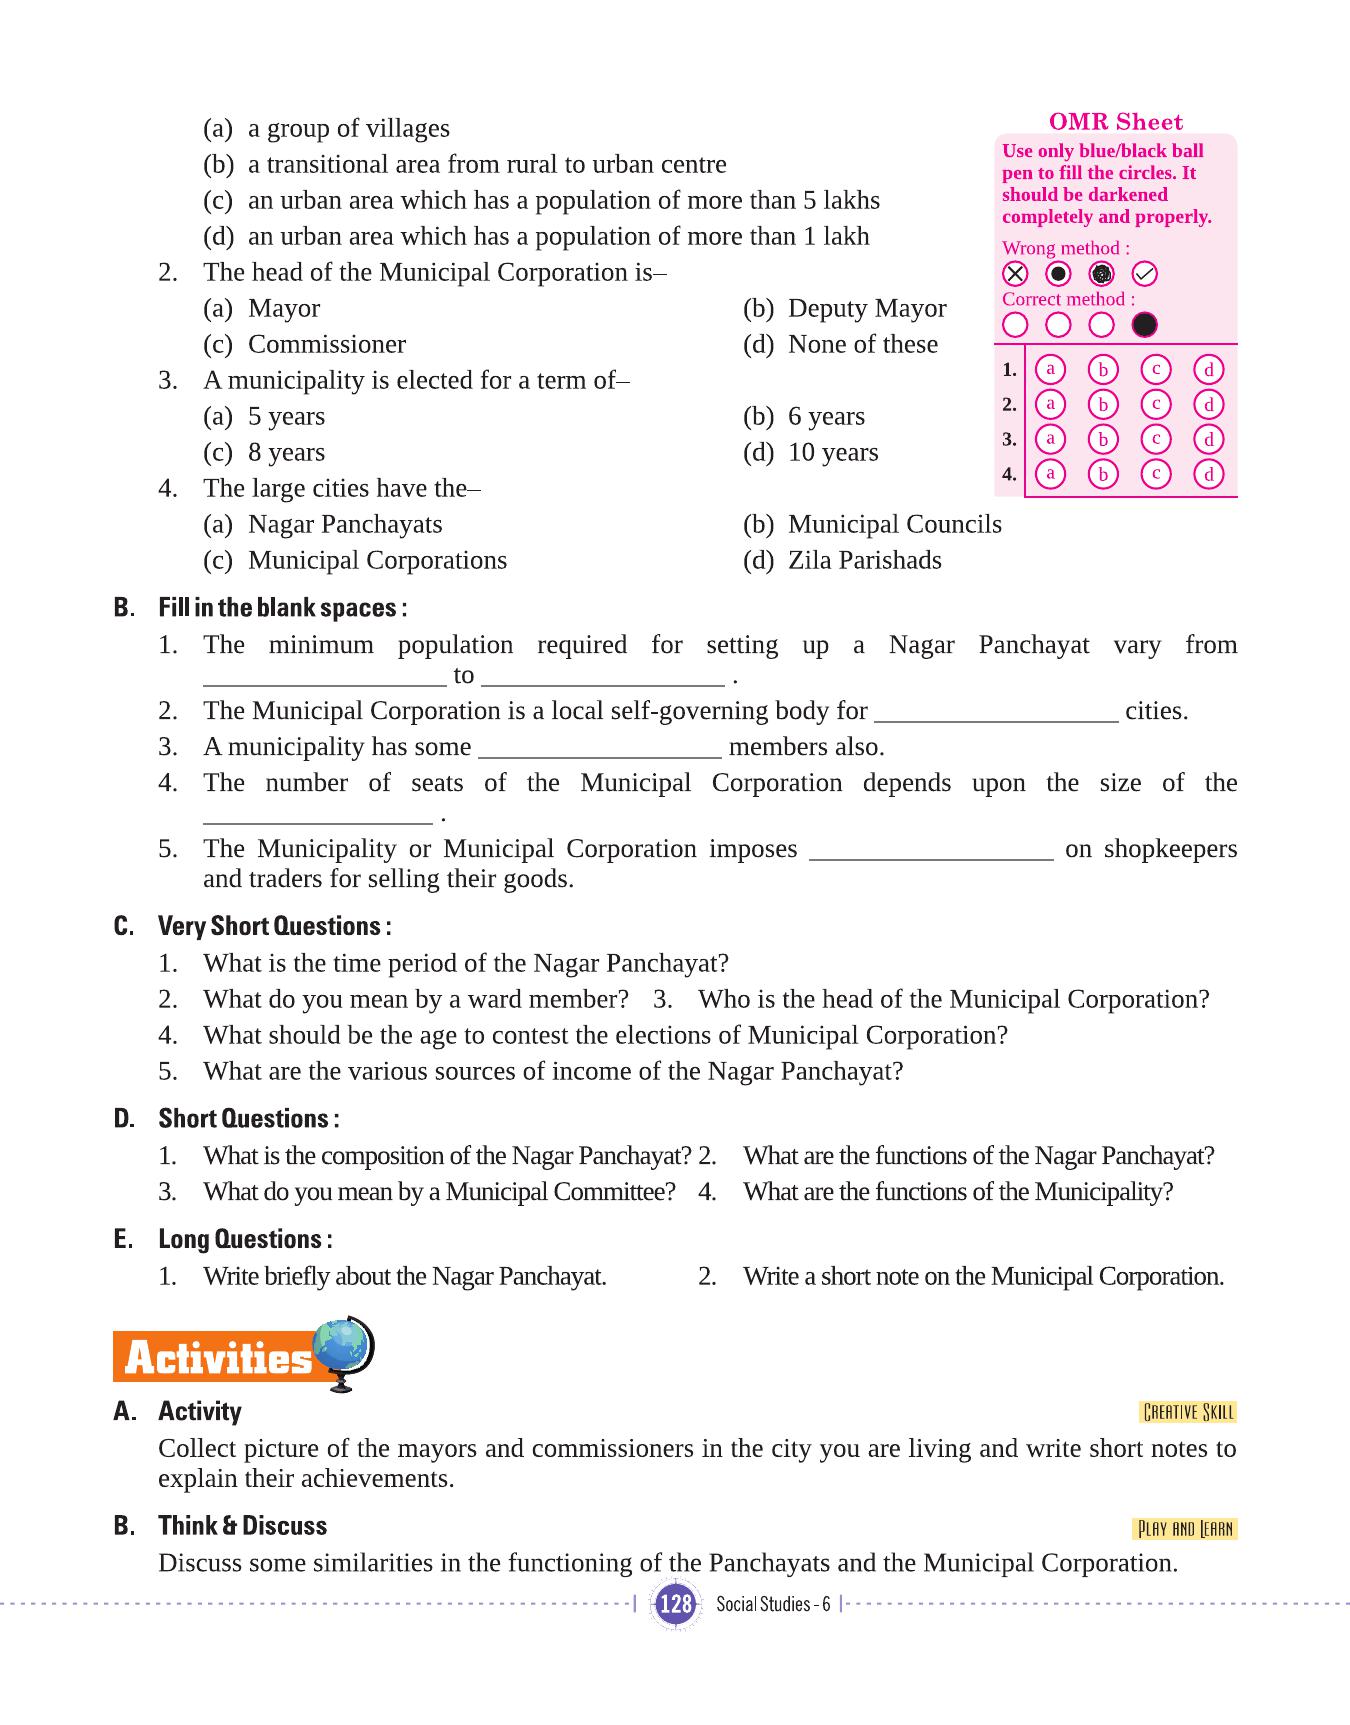 (a) a group of villages
(b) a transitional area from rural to urban centre
(c) an urban area which has a population of more than 5 lakhs
(d) an urban area which has a population of more than 1 lakh
2. The head of the Municipal Corporation is–
(a) Mayor (b) Deputy Mayor
(c) Commissioner (d) None of these
3. A municipality is elected for a term of–
(a) 5 years (b) 6 years
(c) 8 years (d) 10 years
4. The large cities have the–
(a) Nagar Panchayats (b) Municipal Councils
(c) Municipal Corporations (d) Zila Parishads
OMR Sheet
Use only blue/black ball
pen to fill the circles. It
should be darkened
completely and properly.
Wrong method :
Correct method :
1. a b c d
2. a b c d
3. a b c d
4. a b c d
B. Fill in the blank spaces :
1. The minimum population required for setting up a Nagar Panchayat vary from
__________________ to __________________ .
2. The Municipal Corporation is a local self-governing body for __________________ cities.
3. A municipality has some __________________ members also.
4. The number of seats of the Municipal Corporation depends upon the size of the
_________________ .
5. The Municipality or Municipal Corporation imposes __________________ on shopkeepers
and traders for selling their goods.
C. Very Short Questions :
1. What is the time period of the Nagar Panchayat?
2. What do you mean by a ward member? 3. Who is the head of the Municipal Corporation?
4. What should be the age to contest the elections of Municipal Corporation?
5. What are the various sources of income of the Nagar Panchayat?
D. Short Questions :
1. What is the composition of the Nagar Panchayat? 2. What are the functions of the Nagar Panchayat?
3. What do you mean by a Municipal Committee? 4. What are the functions of the Municipality?
E. Long Questions :
1. Write briefly about the Nagar Panchayat. 2. Write a short note on the Municipal Corporation.
Activities
A. Activity Creative Skill
Collect picture of the mayors and commissioners in the city you are living and write short notes to
explain their achievements.
B. Think & Discuss Play and Learn
Discuss some similarities in the functioning of the Panchayats and the Municipal Corporation.
128 Social Studies - 6